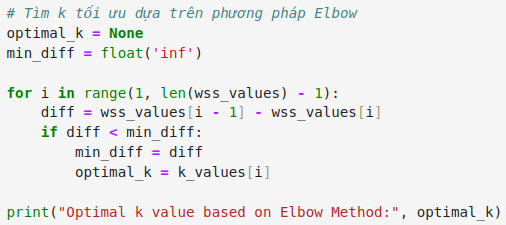 # Tìm k tối ưu dựa trên phương pháp Elbow
optimal_k = None
min_diff = float('inf')
for i in range(1, len(wss_values) - 1):
    diff = wss_values[i - 1] - wss_values[i]
    if diff < min_diff:
        min_diff = diff
        optimal_k = k_values[i]
print("Optimal k value based on Elbow Method:", optimal_k)